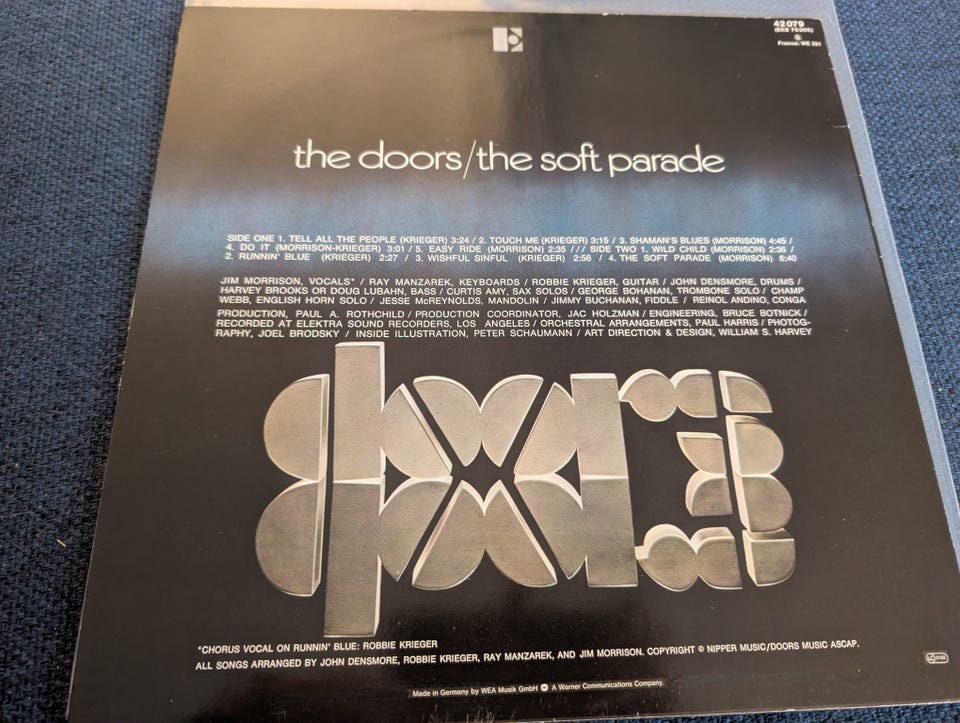 42 079
(EKS 75005)
France: WE 331
the doors/the soft parade
SIDE ONE 1. TELL ALL THE PEOPLE (KRIEGER) 3:24 / 2. TOUCH ME (KRIEGER) 3:15 / 3. SHAMAN'S BLUES (MORRISON) 4:45 /
4. DO IT (MORRISON-KRIEGER) 3:01 / 5. EASY RIDE (MORRISON) 2:35 /// SIDE TWO 1. WILD CHILD (MORRISON) 2:36 /
2. RUNNIN' BLUE (KRIEGER) 2:27 / 3. WISHFUL SINFUL (KRIEGER) 2:56 / 4. THE SOFT PARADE (MORRISON) 8:40
JIM MORRISON, VOCALS* / RAY MANZAREK, KEYBOARDS / ROBBIE KRIEGER, GUITAR / JOHN DENSMORE, DRUMS /
HARVEY BROOKS OR DOUG LUBAHN, BASS / CURTIS AMY, SAX SOLOS / GEORGE BOHANAN, TROMBONE SOLO / CHAMP
WEBB, ENGLISH HORN SOLO / JESSE McREYNOLDS, MANDOLIN / JIMMY BUCHANAN, FIDDLE / REINOL ANDINO, CONGA
PRODUCTION, PAUL A. ROTHCHILD / PRODUCTION COORDINATOR, JAC HOLZMAN / ENGINEERING, BRUCE BOTNICK /
RECORDED AT ELEKTRA SOUND RECORDERS, LOS ANGELES / ORCHESTRAL ARRANGEMENTS, PAUL HARRIS / PHOTOG-
RAPHY, JOEL BRODSKY / INSIDE ILLUSTRATION, PETER SCHAUMANN / ART DIRECTION & DESIGN, WILLIAM S. HARVEY
*CHORUS VOCAL ON RUNNIN' BLUE: ROBBIE KRIEGER
ALL SONGS ARRANGED BY JOHN DENSMORE, ROBBIE KRIEGER, RAY MANZAREK, AND JIM MORRISON. COPYRIGHT © NIPPER MUSIC/DOORS MUSIC ASCAP.
Made in Germany by WEA Musik GmbH A Warner Communications Company.